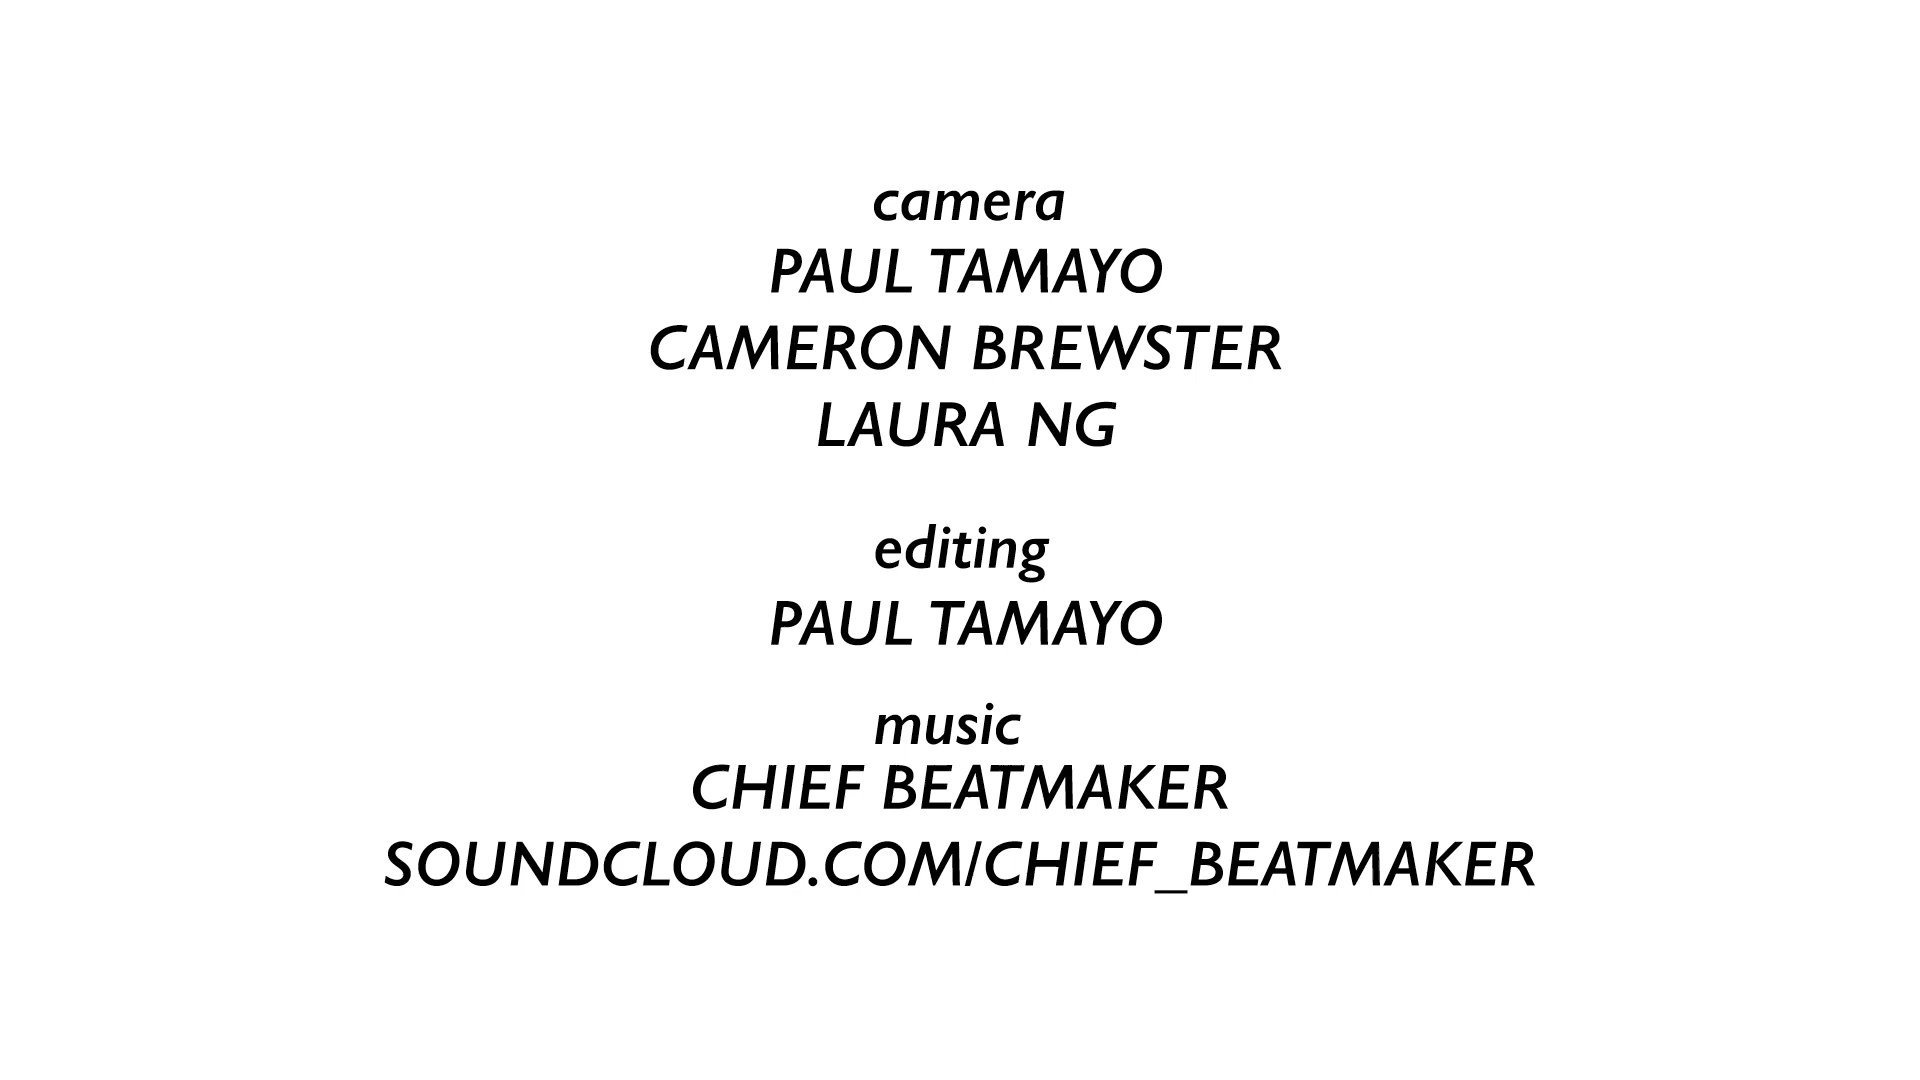 camera
PAUL TAMAYO
CAMERON BREWSTER
LAURA NG
editing
PAUL TAMAYO
music
CHIEF BEATMAKER
SOUNDCLOUD.COM/CHIEF_BEATMAKER